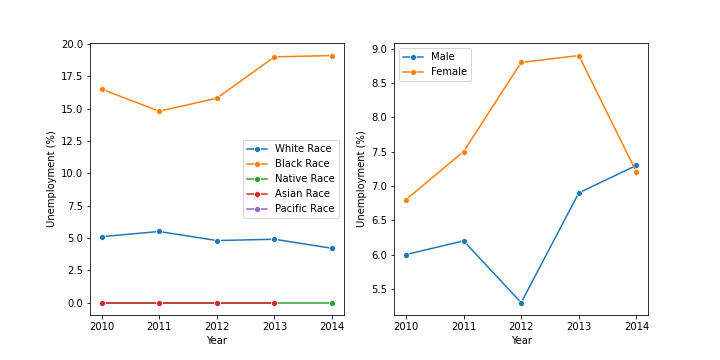 20.0
17.5
15.0
12.5
10.0
7.5
5.0
2.5
0.0
Unemployment (%)
2010 2011 2012 2013 2014
Year
White Race
Black Race
Native Race
Asian Race
Pacific Race
9.0
8.5
8.0
7.5
7.0
6.5
6.0
5.5
Unemployment (%)
2010 2011 2012 2013 2014
Year
Male
Female